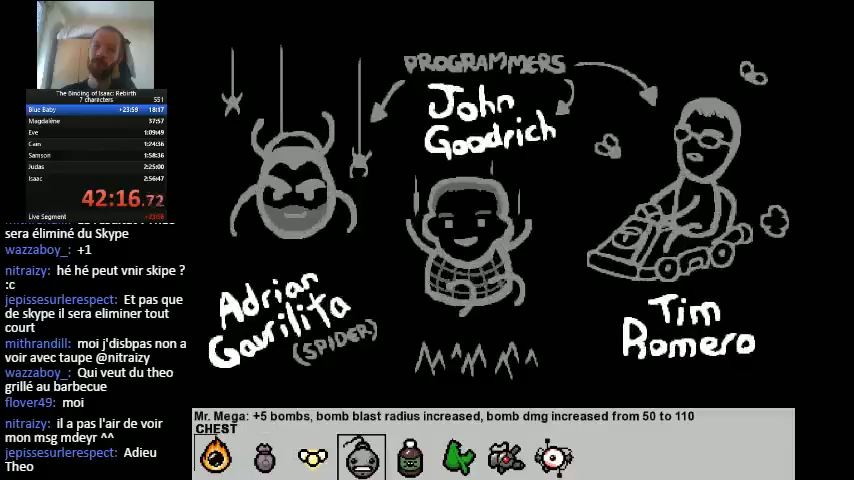 The Binding of Isaac: Rebirth
7 characters 551
Blue Baby +23:59 18:17
Magdalène 37:57
Eve 1:09:49
Cain 1:24:36
Samson 1:58:36
Judas 2:25:00
Isaac 2:56:47
42:16.72
Live Segment
sera éliminé du Skype
wazzaboy_: +1
nitraizy: hé hé peut vnir skipe ?
:c
jepissesurlerespect: Et pas que
de skype il sera eliminer tout
court
mithrandill: moi j'disbpas non a
voir avec taupe @nitraizy
wazzaboy_: Qui veut du theo
grillé au barbecue
flover49: moi
nitraizy: il a pas l'air de voir
mon msg mdeyr ^^
jepissesurlerespect: Adieu
Theo
PROGRAMMERS
John
Goodrich
Adrian
Gavrilita
(SPIDER)
Tim
Romero
Mr. Mega: +5 bombs, bomb blast radius increased, bomb dmg increased from 50 to 110
CHEST